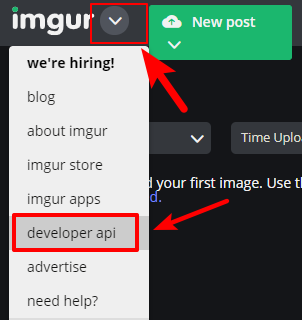 imgur
New post
we're hiring!
blog
about imgur
Time Uplo
imgur store
imgur apps
d your first image. Use th
d.
developer api
advertise
need help?